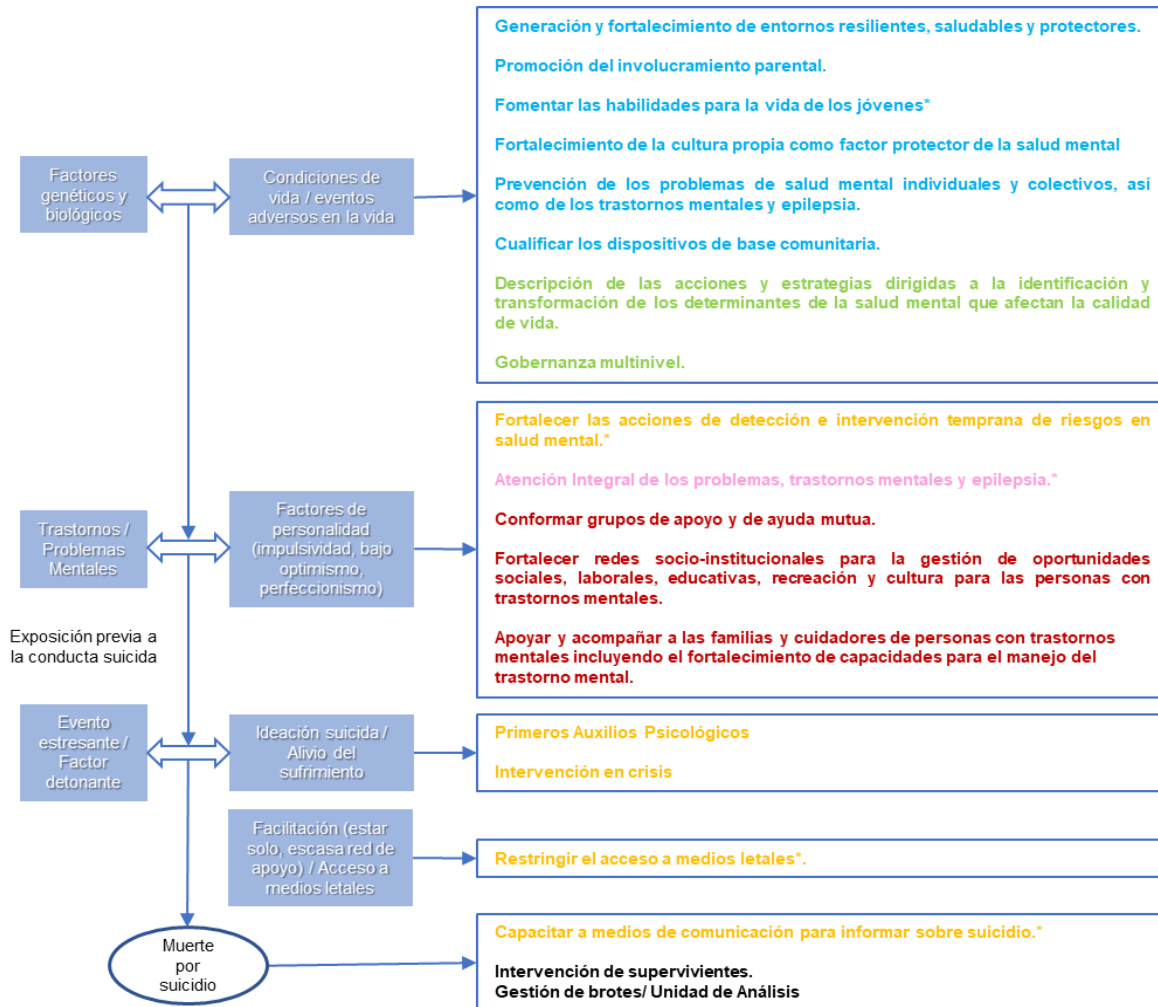 Generación y fortalecimiento de entornos resilientes, saludables y protectores.
Promoción del involucramiento parental.
Fomentar las habilidades para la vida de los jóvenes*
Fortalecimiento de la cultura propia como factor protector de la salud mental
Prevención de los problemas de salud mental individuales y colectivos, así
como de los trastornos mentales y epilepsia.
Cualificar los dispositivos de base comunitaria.
Descripción de las acciones y estrategias dirigidas a la identificación y
transformación de los determinantes de la salud mental que afectan la calidad
de vida.
Gobernanza multinivel.
Factores
genéticos y
biológicos
Condiciones de
vida / eventos
adversos en la vida
Fortalecer las acciones de detección e intervención temprana de riesgos en
salud mental.*
Atención Integral de los problemas, trastornos mentales y epilepsia.*
Conformar grupos de apoyo y de ayuda mutua.
Fortalecer redes socio-institucionales para la gestión de oportunidades
sociales, laborales, educativas, recreación y cultura para las personas con
trastornos mentales.
Apoyar y acompañar a las familias y cuidadores de personas con trastornos
mentales incluyendo el fortalecimiento de capacidades para el manejo del
trastorno mental.
Trastornos /
Problemas
Mentales
Factores de
personalidad
(impulsividad, bajo
optimismo,
perfeccionismo)
Exposición previa a
la conducta suicida
Evento
estresante /
Factor
detonante
Ideación suicida /
Alivio del
sufrimiento
Primeros Auxilios Psicológicos
Intervención en crisis
Facilitación (estar
solo, escasa red de
apoyo) / Acceso a
medios letales
Restringir el acceso a medios letales*.
Muerte
por
suicidio
Capacitar a medios de comunicación para informar sobre suicidio.*
Intervención de supervivientes.
Gestión de brotes/ Unidad de Análisis